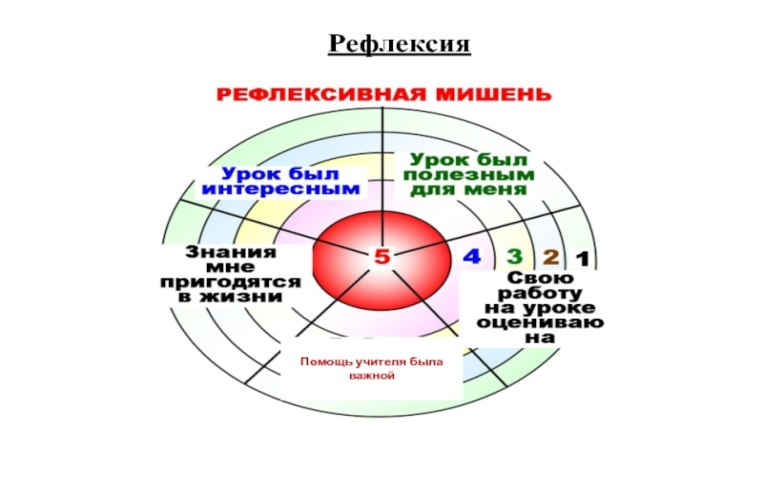 Рефлексия
РЕФЛЕКСИВНАЯ МИШЕНЬ
Урок был
интересным
Урок был
полезным
для меня
Знания
мне
пригодятся
в жизни
5 4 3 2 1
Свою
работу
на уроке
оцениваю
на
Помощь учителя была
важной